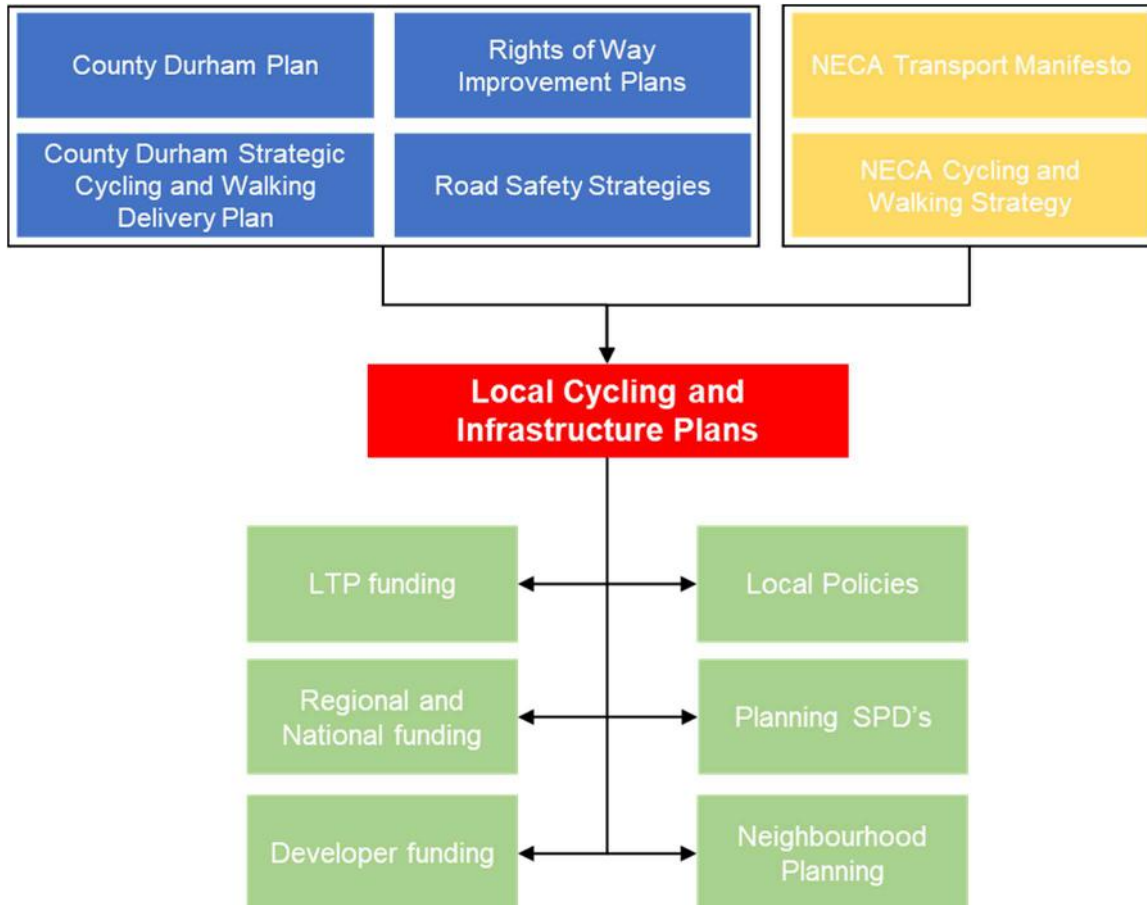 County Durham Plan
Rights of Way
Improvement Plans
NECA Transport Manifesto
County Durham Strategic
Cycling and Walking
Delivery Plan
Road Safety Strategies
NECA Cycling and
Walking Strategy
Local Cycling and
Infrastructure Plans
LTP funding
Local Policies
Regional and
National funding
Planning SPD's
Developer funding
Neighbourhood
Planning